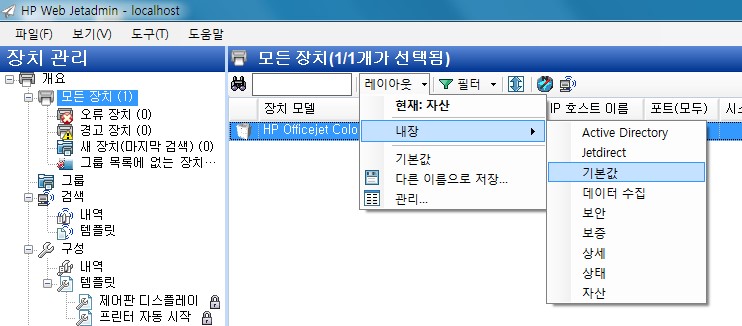 HP Web Jetadmin - localhost
파일(F) 보기(V) 도구(T) 도움말
장치 관리
개요
모든 장치 (1)
오류 장치 (0)
경고 장치 (0)
새 장치(마지막 검색) (0)
그룹 목록에 없는 장치...
그룹
검색
내역
템플릿
구성
내역
템플릿
제어판 디스플레이
프린터 자동 시작
모든 장치(1/1개가 선택됨)
레이아웃 필터
장치 모델 IP 호스트 이름 포트(모두) 시스
HP Officejet Colo
현재: 자산
내장
기본값
다른 이름으로 저장...
관리...
Active Directory
Jetdirect
기본값
데이터 수집
보안
보증
상세
상태
자산